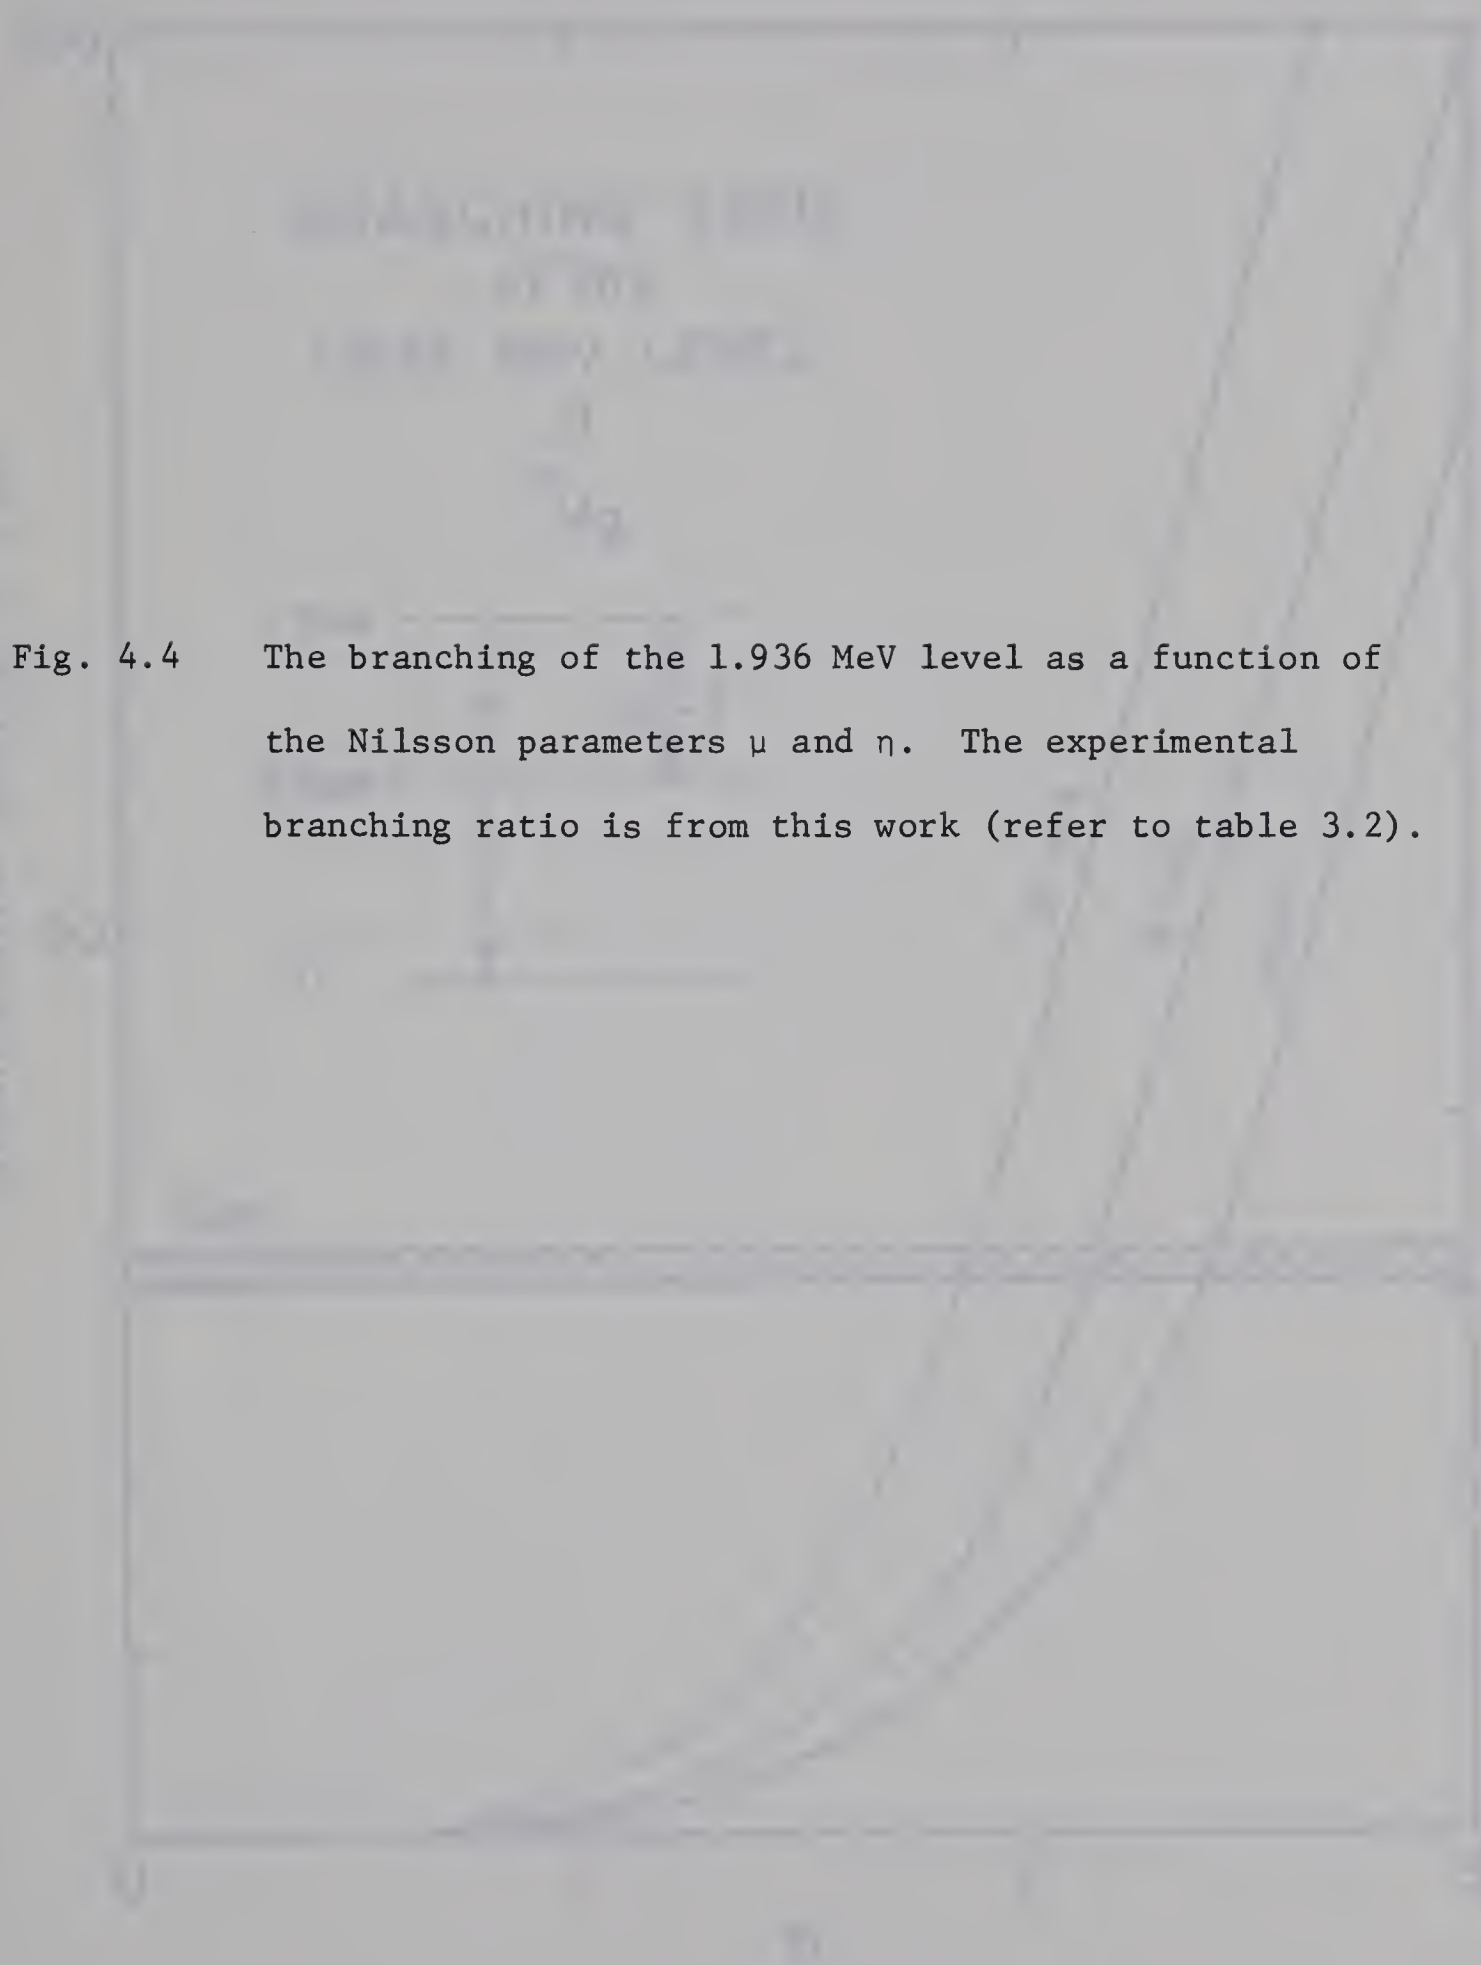 Fig. 4.4 The branching of the 1.936 MeV level as a function of
the Nilsson parameters μ and η. The experimental
branching ratio is from this work (refer to table 3.2).